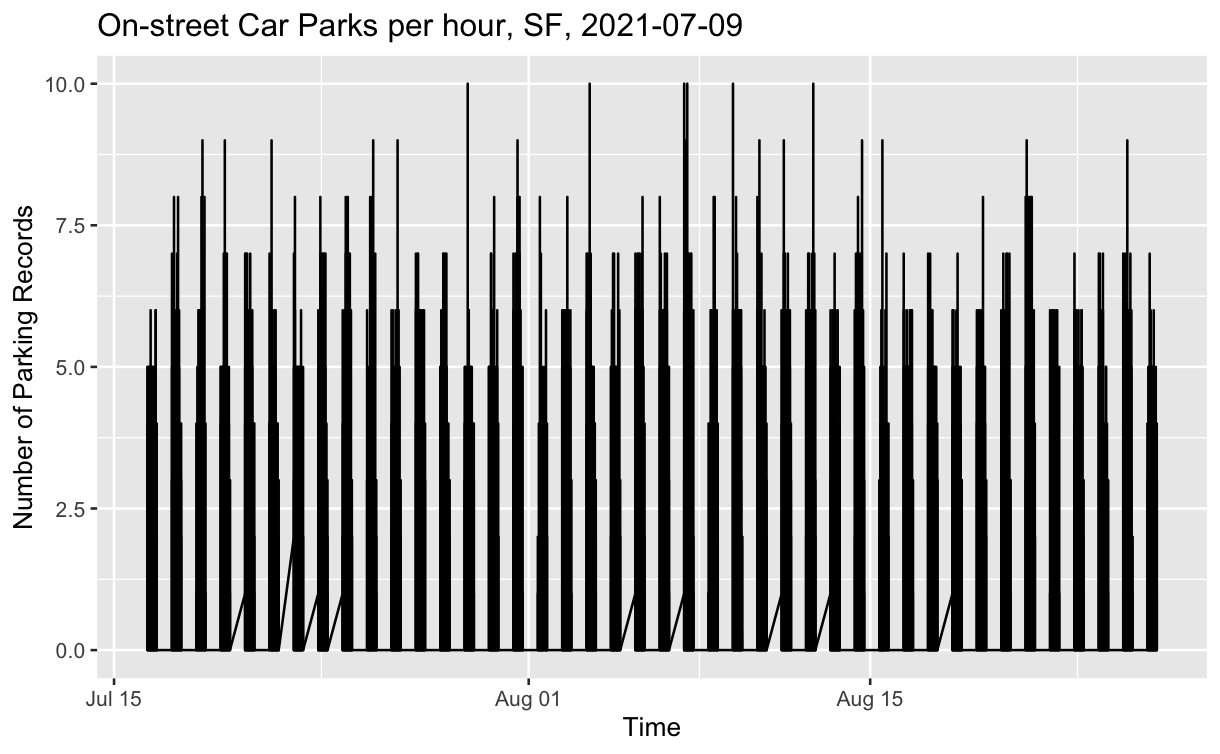 On-street Car Parks per hour, SF, 2021-07-09
10.0
7.5
5.0
2.5
0.0
Number of Parking Records
Jul 15
Aug 01
Aug 15
Time